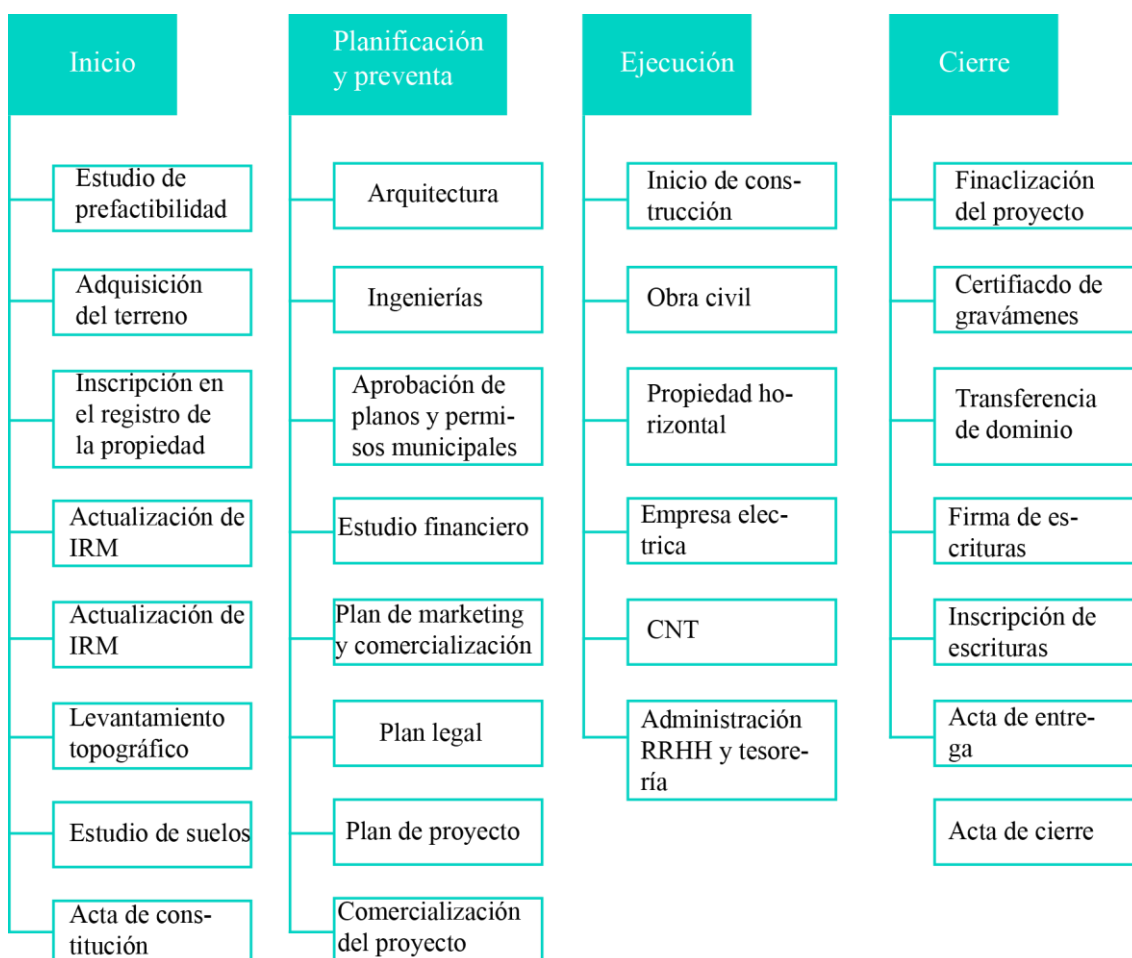 Inicio
Estudio de
prefactibilidad
Adquisición
del terreno
Inscripción en
el registro de
la propiedad
Actualización de
IRM
Actualización de
IRM
Levantamiento
topográfico
Estudio de suelos
Acta de cons-
titución
Planificación
y preventa
Arquitectura
Ingenierías
Aprobación de
planos y permi-
sos municipales
Estudio financiero
Plan de marketing
y comercialización
Plan legal
Plan de proyecto
Comercialización
del proyecto
Ejecución
Inicio de cons-
trucción
Obra civil
Propiedad ho-
rizontal
Empresa elec-
trica
CNT
Administración
RRHH y tesore-
ría
Cierre
Finaclización
del proyecto
Certifiacdo de
gravámenes
Transferencia
de dominio
Firma de es-
crituras
Inscripción de
escrituras
Acta de entre-
ga
Acta de cierre